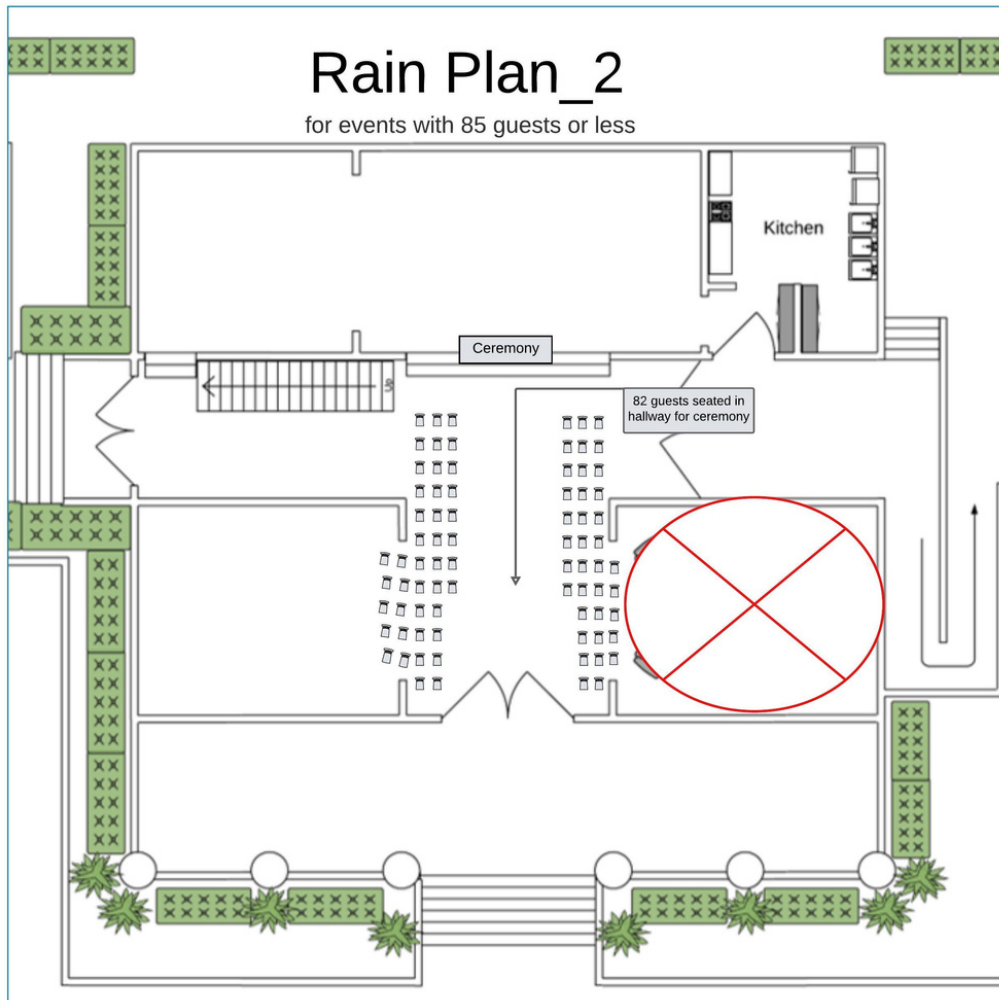 Rain Plan_2
for events with 85 guests or less
Kitchen
Ceremony
Up
82 guests seated in
hallway for ceremony